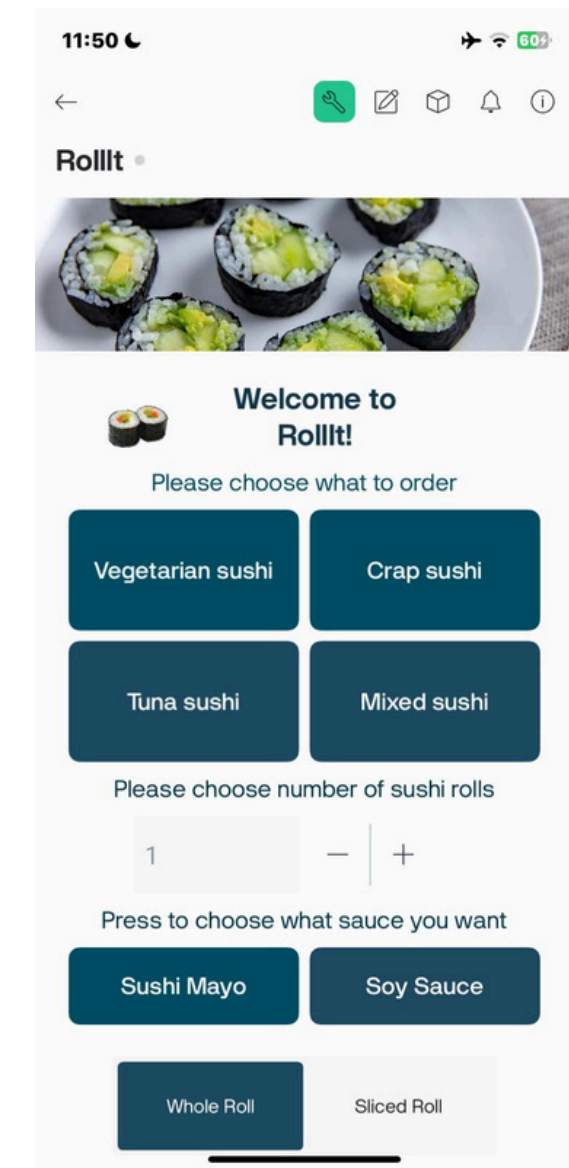 11:50
60
RollIt
Welcome to
RollIt!
Please choose what to order
Vegetarian sushi
Crap sushi
Tuna sushi
Mixed sushi
Please choose number of sushi rolls
1
Press to choose what sauce you want
Sushi Mayo
Soy Sauce
Whole Roll
Sliced Roll